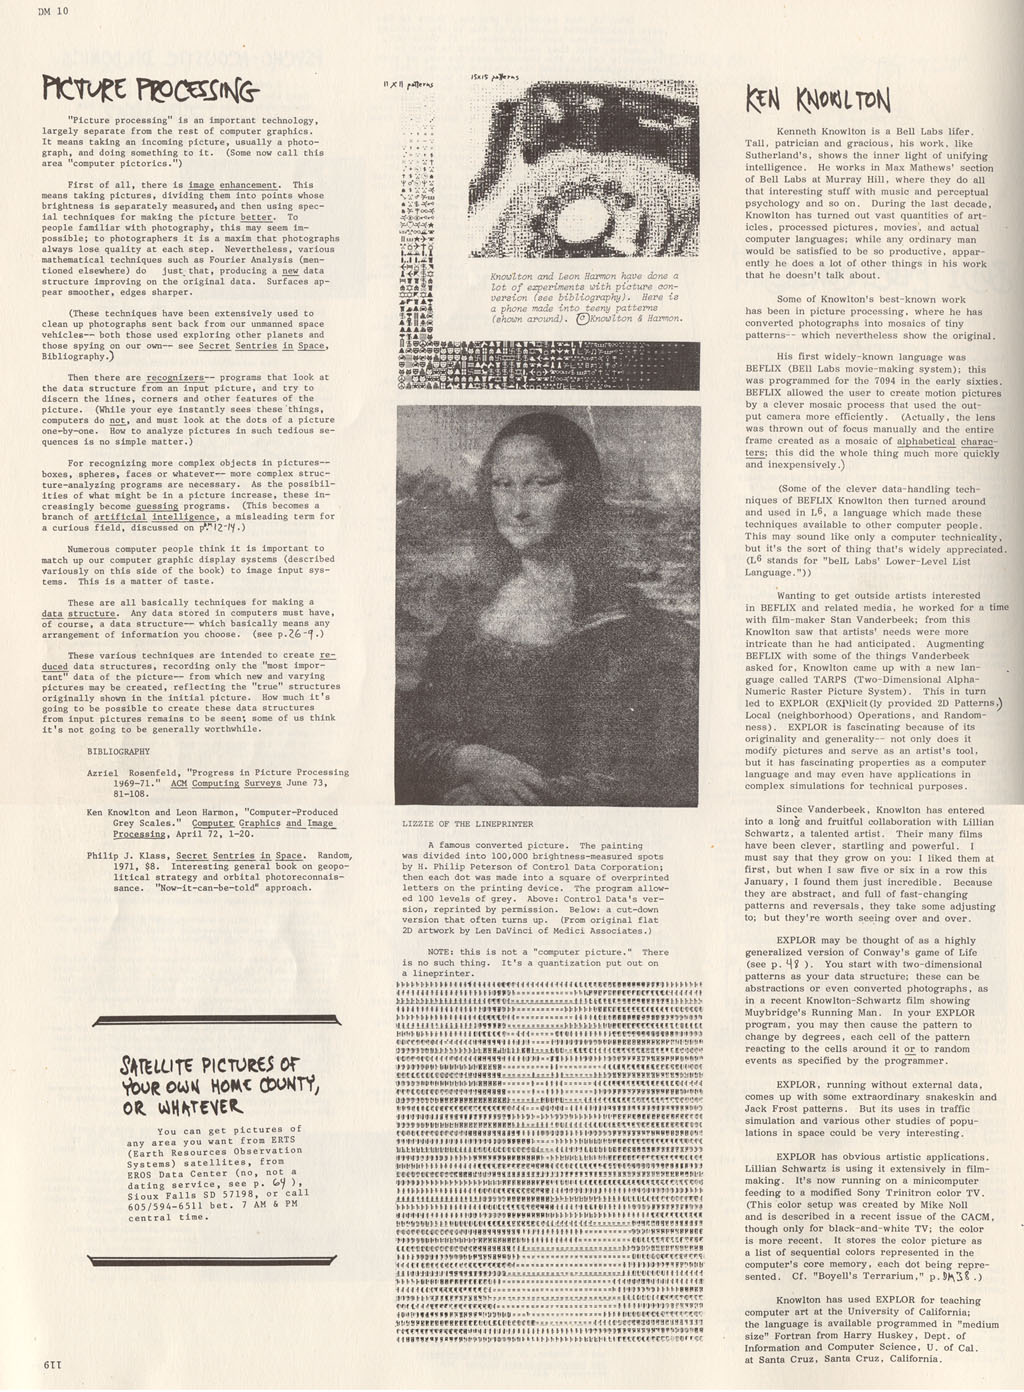 DM 10
PICTURE PROCESSING
"Picture processing" is an important technology,
largely separate from the rest of computer graphics.
It means taking an incoming picture, usually a photo-
graph, and doing something to it. (Some now call this
area "computer pictorics.")
First of all, there is image enhancement. This
means taking pictures, dividing them into points whose
brightness is separately measured, and then using spec-
ial techniques for making the picture better. To
people familiar with photography, this may seem im-
possible; to photographers it is a maxim that photographs
always lose quality at each step. Nevertheless, various
mathematical techniques such as Fourier Analysis (men-
tioned elsewhere) do just that, producing a new data
structure improving on the original data. Surfaces ap-
pear smoother, edges sharper.
(These techniques have been extensively used to
clean up photographs sent back from our unmanned space
vehicles-- both those used exploring other planets and
those spying on our own-- see Secret Sentries in Space,
Bibliography.)
Then there are recognizers-- programs that look at
the data structure from an input picture, and try to
discern the lines, corners and other features of the
picture. (While your eye instantly sees these things,
computers do not, and must look at the dots of a picture
one-by-one. How to analyze pictures in such tedious se-
quences is no simple matter.)
For recognizing more complex objects in pictures--
boxes, spheres, faces or whatever-- more complex struc-
ture-analyzing programs are necessary. As the possibil-
ities of what might be in a picture increase, these in-
creasingly become guessing programs. (This becomes a
branch of artificial intelligence, a misleading term for
a curious field, discussed on p. 12-14.)
Numerous computer people think it is important to
match up our computer graphic display systems (described
variously on this side of the book) to image input sys-
tems. This is a matter of taste.
These are all basically techniques for making a
data structure. Any data stored in computers must have,
of course, a data structure-- which basically means any
arrangement of information you choose. (see p.26-9.)
These various techniques are intended to create re-
duced data structures, recording only the "most impor-
tant" data of the picture-- from which new and varying
pictures may be created, reflecting the "true" structures
originally shown in the initial picture. How much it's
going to be possible to create these data structures
from input pictures remains to be seen; some of us think
it's not going to be generally worthwhile.
BIBLIOGRAPHY
Azriel Rosenfeld, "Progress in Picture Processing
1969-71." ACM Computing Surveys June 73,
81-108.
Ken Knowlton and Leon Harmon, "Computer-Produced
Grey Scales." Computer Graphics and Image
Processing, April 72, 1-20.
Philip J. Klass, Secret Sentries in Space. Random,
1971, $8. Interesting general book on geopo-
litical strategy and orbital photoreconnais-
sance. "Now-it-can-be-told" approach.
SATELLITE PICTURES OF
YOUR OWN HOME COUNTY,
OR WHATEVER
You can get pictures of
any area you want from ERTS
(Earth Resources Observation
Systems) satellites, from
EROS Data Center (no, not a
dating service, see p. 64 ),
Sioux Falls SD 57198, or call
605/594-6511 bet. 7 AM & PM
central time.
11 X 11 patterns
15X15 patterns
Knowlton and Leon Harmon have done a
lot of experiments with picture con-
version (see bibliography). Here is
a phone made into teeny patterns
(shown around). ©Knowlton & Harmon.
LIZZIE OF THE LINEPRINTER
A famous converted picture. The painting
was divided into 100,000 brightness-measured spots
by H. Philip Peterson of Control Data Corporation;
then each dot was made into a square of overprinted
letters on the printing device. The program allow-
ed 100 levels of grey. Above: Control Data's ver-
sion, reprinted by permission. Below: a cut-down
version that often turns up. (From original flat
2D artwork by Len DaVinci of Medici Associates.)
NOTE: this is not a "computer picture." There
is no such thing. It's a quantization put out on
a lineprinter.
KEN KNOWLTON
Kenneth Knowlton is a Bell Labs lifer.
Tall, patrician and gracious, his work, like
Sutherland's, shows the inner light of unifying
intelligence. He works in Max Mathews' section
of Bell Labs at Murray Hill, where they do all
that interesting stuff with music and perceptual
psychology and so on. During the last decade,
Knowlton has turned out vast quantities of art-
icles, processed pictures, movies, and actual
computer languages; while any ordinary man
would be satisfied to be so productive, appar-
ently he does a lot of other things in his work
that he doesn't talk about.
Some of Knowlton's best-known work
has been in picture processing, where he has
converted photographs into mosaics of tiny
patterns-- which nevertheless show the original.
His first widely-known language was
BEFLIX (BEll Labs movie-making system); this
was programmed for the 7094 in the early sixties.
BEFLIX allowed the user to create motion pictures
by a clever mosaic process that used the out-
put camera more efficiently. (Actually, the lens
was thrown out of focus manually and the entire
frame created as a mosaic of alphabetical charac-
ters; this did the whole thing much more quickly
and inexpensively.)
(Some of the clever data-handling tech-
niques of BEFLIX Knowlton then turned around
and used in L6, a language which made these
techniques available to other computer people.
This may sound like only a computer technicality,
but it's the sort of thing that's widely appreciated.
(L6 stands for "belL Labs' Lower-Level List
Language."))
Wanting to get outside artists interested
in BEFLIX and related media, he worked for a time
with film-maker Stan Vanderbeek; from this
Knowlton saw that artists' needs were more
intricate than he had anticipated. Augmenting
BEFLIX with some of the things Vanderbeek
asked for, Knowlton came up with a new lan-
guage called TARPS (Two-Dimensional Alpha-
Numeric Raster Picture System). This in turn
led to EXPLOR (EXPlicit(ly provided 2D Patterns,)
Local (neighborhood) Operations, and Random-
ness). EXPLOR is fascinating because of its
originality and generality-- not only does it
modify pictures and serve as an artist's tool,
but it has fascinating properties as a computer
language and may even have applications in
complex simulations for technical purposes.
Since Vanderbeek, Knowlton has entered
into a long and fruitful collaboration with Lillian
Schwartz, a talented artist. Their many films
have been clever, startling and powerful. I
must say that they grow on you: I liked them at
first, but when I saw five or six in a row this
January, I found them just incredible. Because
they are abstract, and full of fast-changing
patterns and reversals, they take some adjusting
to; but they're worth seeing over and over.
EXPLOR may be thought of as a highly
generalized version of Conway's game of Life
(see p. 48 ). You start with two-dimensional
patterns as your data structure; these can be
abstractions or even converted photographs, as
in a recent Knowlton-Schwartz film showing
Muybridge's Running Man. In your EXPLOR
program, you may then cause the pattern to
change by degrees, each cell of the pattern
reacting to the cells around it or to random
events as specified by the programmer.
EXPLOR, running without external data,
comes up with some extraordinary snakeskin and
Jack Frost patterns. But its uses in traffic
simulation and various other studies of popu-
lations in space could be very interesting.
EXPLOR has obvious artistic applications.
Lillian Schwartz is using it extensively in film-
making. It's now running on a minicomputer
feeding to a modified Sony Trinitron color TV.
(This color setup was created by Mike Noll
and is described in a recent issue of the CACM,
though only for black-and-white TV; the color
is more recent. It stores the color picture as
a list of sequential colors represented in the
computer's core memory, each dot being repre-
sented. Cf. "Boyell's Terrarium," p. DM38.)
Knowlton has used EXPLOR for teaching
computer art at the University of California;
the language is available programmed in "medium
size" Fortran from Harry Huskey, Dept. of
Information and Computer Science, U. of Cal.
at Santa Cruz, Santa Cruz, California.
119